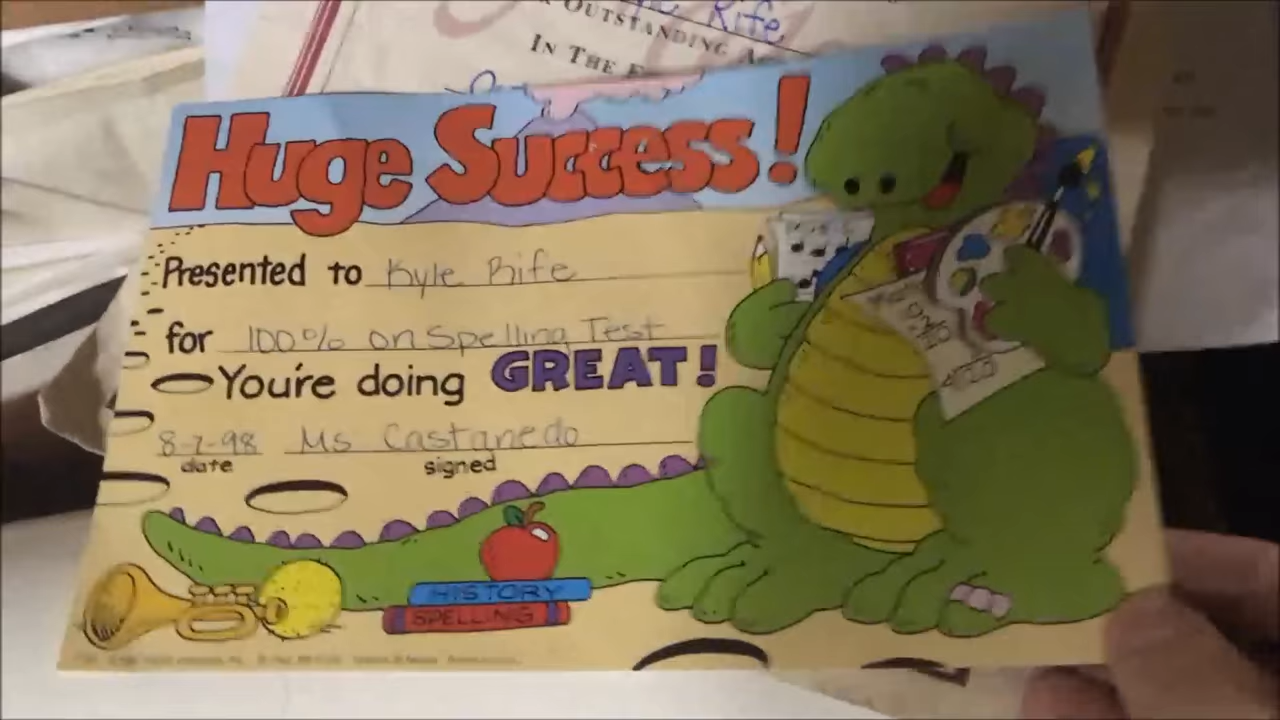 Rife
OUTSTANDING
IN THE
Huge Success!
Presented to Kyle Rife
for 100% on Spelling Test
You're doing GREAT!
8-7-98 Ms Castanedo
date signed
HISTORY
SPELLING